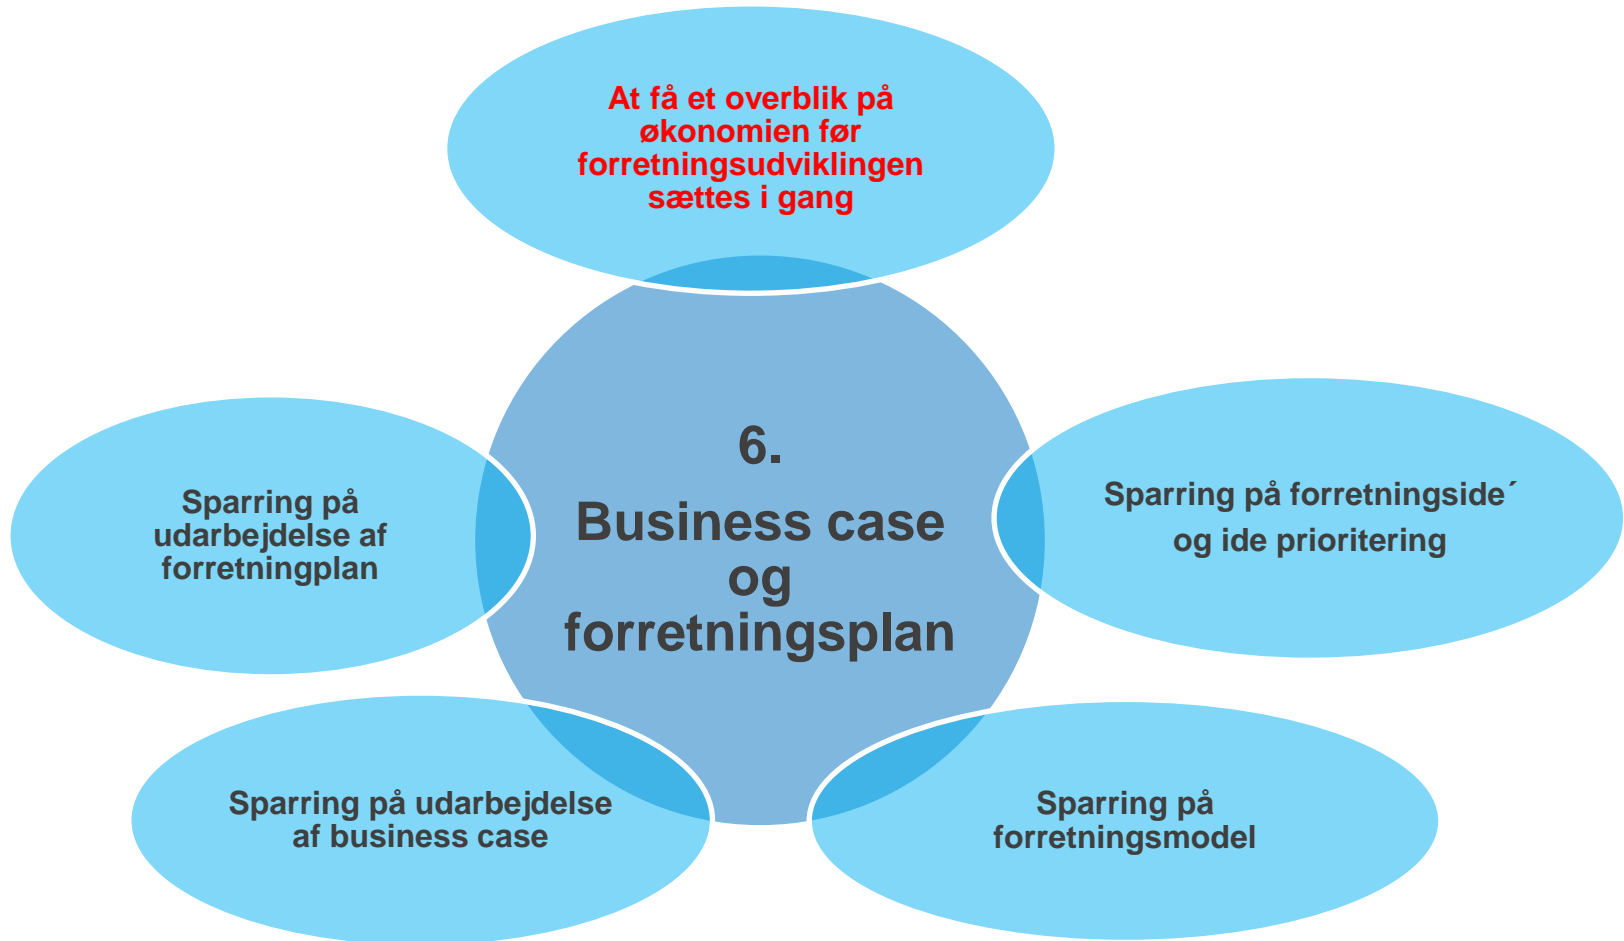 At få et overblik på
økonomien før
forretningsudviklingen
sættes i gang
6.
Business case
og
forretningsplan
Sparring på forretningside´
og ide prioritering
Sparring på
forretningsmodel
Sparring på udarbejdelse
af business case
Sparring på
udarbejdelse af
forretningplan